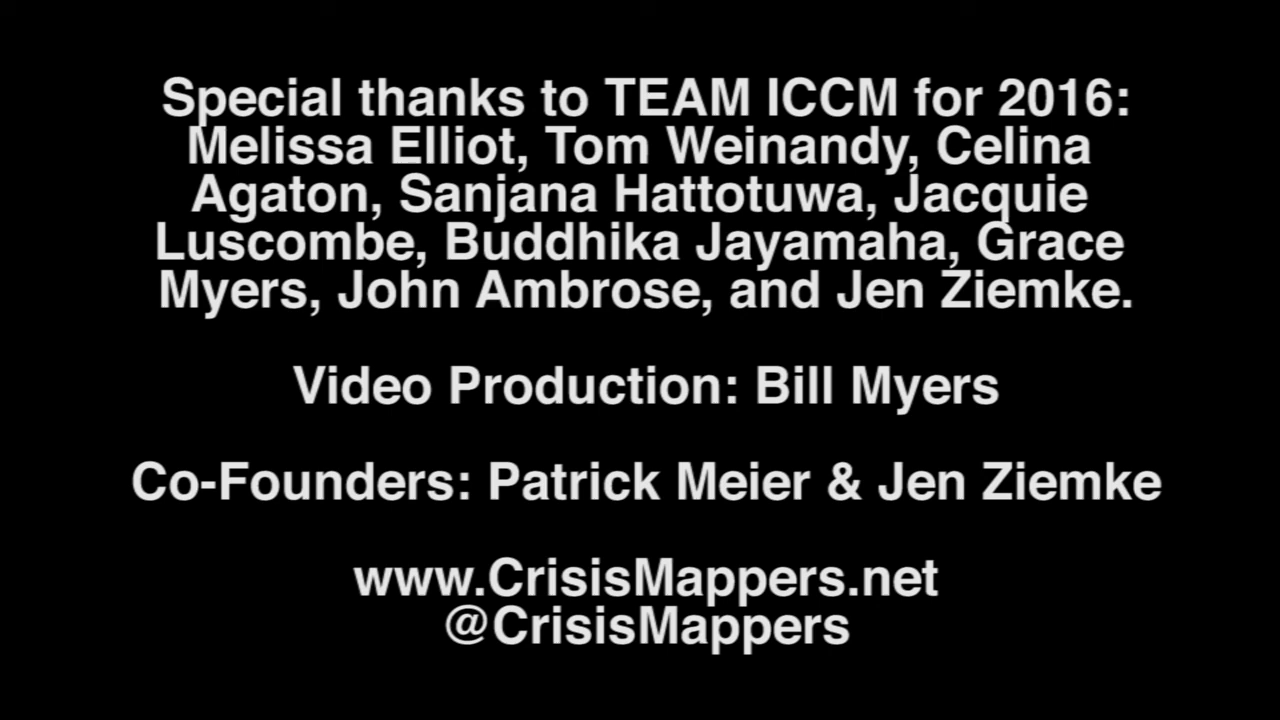 Special thanks to TEAM ICCM for 2016:
Melissa Elliot, Tom Weinandy, Celina
Agaton, Sanjana Hattotuwa, Jacquie
Luscombe, Buddhika Jayamaha, Grace
Myers, John Ambrose, and Jen Ziemke.
Video Production: Bill Myers
Co-Founders: Patrick Meier & Jen Ziemke
www.CrisisMappers.net
@CrisisMappers